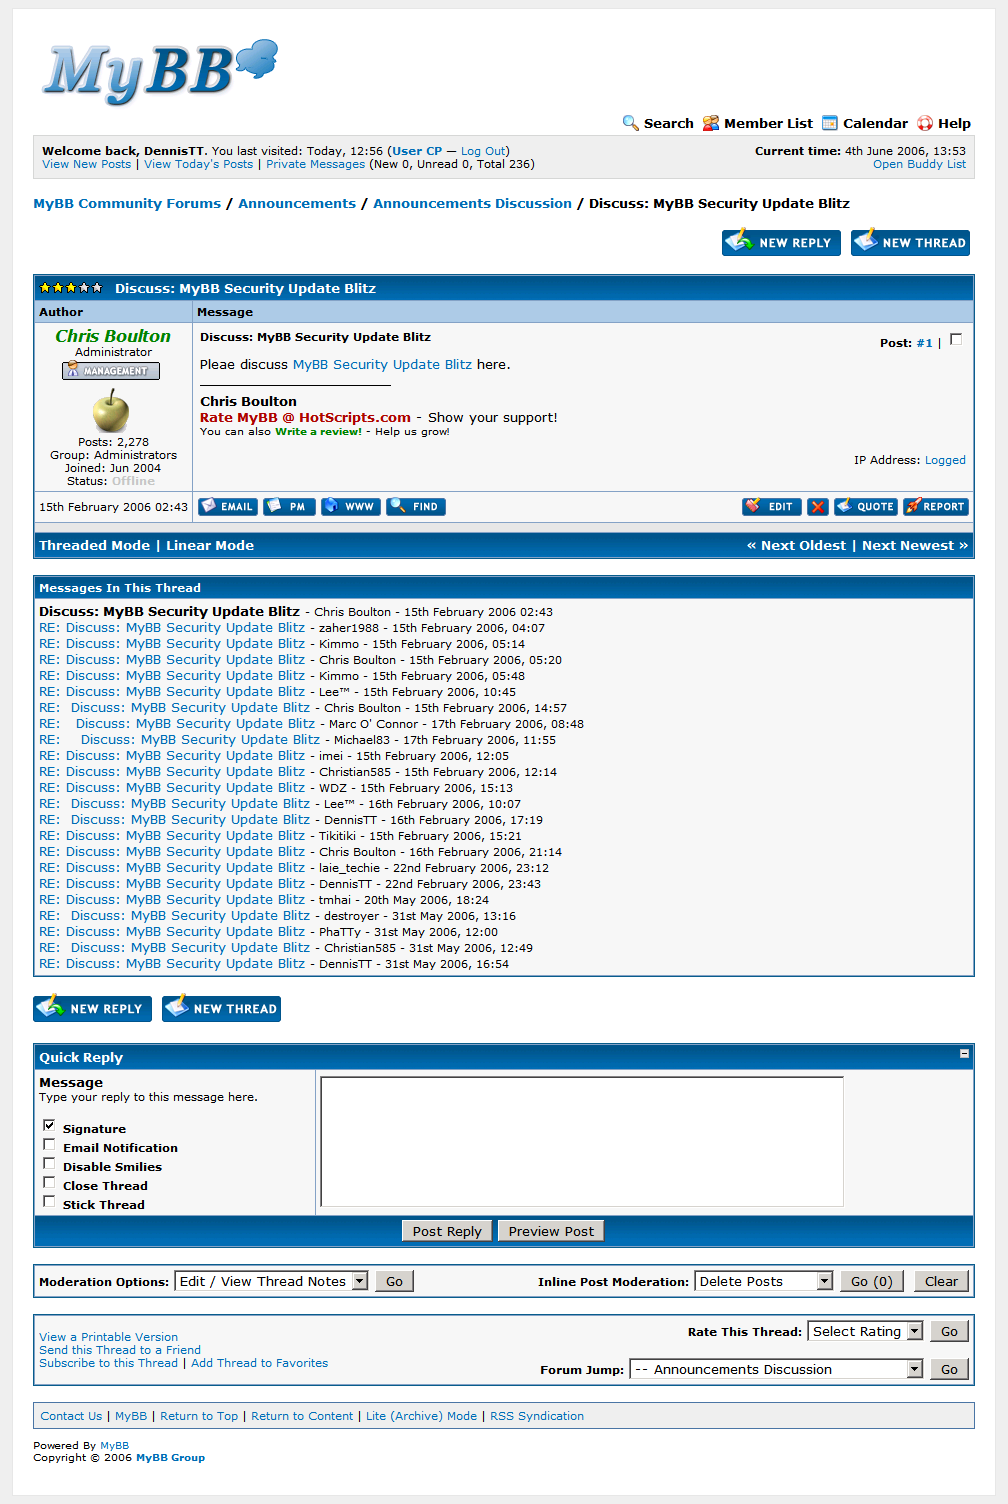 MyBB
Search Member List Calendar Help
Welcome back, DennisTT. You last visited: Today, 12:56 (User CP — Log Out)
Current time: 4th June 2006, 13:53
View New Posts | View Today's Posts | Private Messages (New 0, Unread 0, Total 236)
Open Buddy List
MyBB Community Forums / Announcements / Announcements Discussion / Discuss: MyBB Security Update Blitz
NEW REPLY NEW THREAD
Discuss: MyBB Security Update Blitz
Author Message
Chris Boulton
Administrator
MANAGEMENT
Posts: 2,278
Group: Administrators
Joined: Jun 2004
Status: Offline
Discuss: MyBB Security Update Blitz
Post: #1 |
Pleae discuss MyBB Security Update Blitz here.
Chris Boulton
Rate MyBB @ HotScripts.com - Show your support!
You can also Write a review! - Help us grow!
IP Address: Logged
15th February 2006 02:43
EMAIL PM WWW FIND
EDIT QUOTE REPORT
Threaded Mode | Linear Mode
« Next Oldest | Next Newest »
Messages In This Thread
Discuss: MyBB Security Update Blitz - Chris Boulton - 15th February 2006 02:43
RE: Discuss: MyBB Security Update Blitz - zaher1988 - 15th February 2006, 04:07
RE: Discuss: MyBB Security Update Blitz - Kimmo - 15th February 2006, 05:14
RE: Discuss: MyBB Security Update Blitz - Chris Boulton - 15th February 2006, 05:20
RE: Discuss: MyBB Security Update Blitz - Kimmo - 15th February 2006, 05:48
RE: Discuss: MyBB Security Update Blitz - Lee™ - 15th February 2006, 10:45
RE: Discuss: MyBB Security Update Blitz - Chris Boulton - 15th February 2006, 14:57
RE: Discuss: MyBB Security Update Blitz - Marc O' Connor - 17th February 2006, 08:48
RE: Discuss: MyBB Security Update Blitz - Michael83 - 17th February 2006, 11:55
RE: Discuss: MyBB Security Update Blitz - imei - 15th February 2006, 12:05
RE: Discuss: MyBB Security Update Blitz - Christian585 - 15th February 2006, 12:14
RE: Discuss: MyBB Security Update Blitz - WDZ - 15th February 2006, 15:13
RE: Discuss: MyBB Security Update Blitz - Lee™ - 16th February 2006, 10:07
RE: Discuss: MyBB Security Update Blitz - DennisTT - 16th February 2006, 17:19
RE: Discuss: MyBB Security Update Blitz - Tikitiki - 15th February 2006, 15:21
RE: Discuss: MyBB Security Update Blitz - Chris Boulton - 16th February 2006, 21:14
RE: Discuss: MyBB Security Update Blitz - laie_techie - 22nd February 2006, 23:12
RE: Discuss: MyBB Security Update Blitz - DennisTT - 22nd February 2006, 23:43
RE: Discuss: MyBB Security Update Blitz - tmhai - 20th May 2006, 18:24
RE: Discuss: MyBB Security Update Blitz - destroyer - 31st May 2006, 13:16
RE: Discuss: MyBB Security Update Blitz - PhaTTy - 31st May 2006, 12:00
RE: Discuss: MyBB Security Update Blitz - Christian585 - 31st May 2006, 12:49
RE: Discuss: MyBB Security Update Blitz - DennisTT - 31st May 2006, 16:54
NEW REPLY NEW THREAD
Quick Reply
Message
Type your reply to this message here.
Signature
Email Notification
Disable Smilies
Close Thread
Stick Thread
Post Reply Preview Post
Moderation Options: Edit / View Thread Notes Go
Inline Post Moderation: Delete Posts Go (0) Clear
View a Printable Version
Send this Thread to a Friend
Subscribe to this Thread | Add Thread to Favorites
Rate This Thread: Select Rating Go
Forum Jump: -- Announcements Discussion Go
Contact Us | MyBB | Return to Top | Return to Content | Lite (Archive) Mode | RSS Syndication
Powered By MyBB
Copyright © 2006 MyBB Group